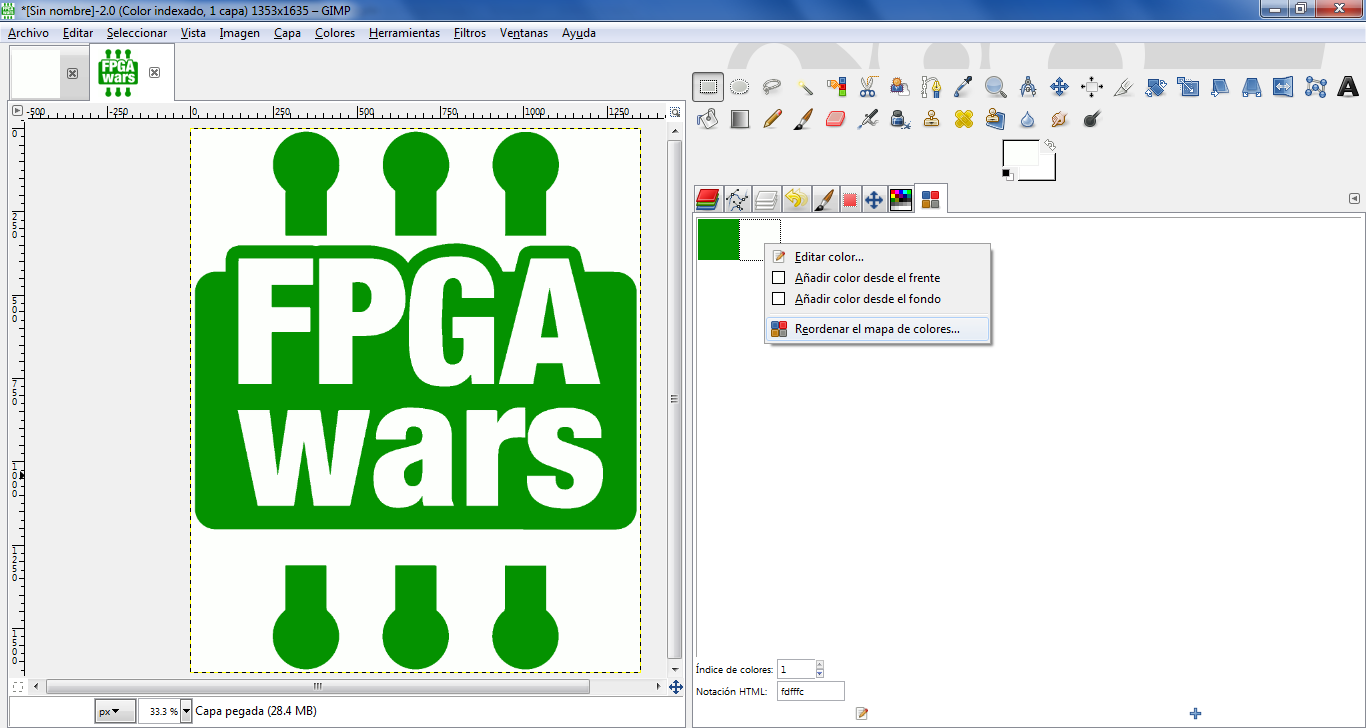 *[Sin nombre]-2.0 (Color indexado, 1 capa) 1353x1635 – GIMP
Archivo Editar Seleccionar Vista Imagen Capa Colores Herramientas Filtros Ventanas Ayuda
FPGA
wars
-500 -250 0 250 500 750 1000 1250
0
250
500
750
1000
1250
1500
FPGA
wars
Editar color...
Añadir color desde el frente
Añadir color desde el fondo
Reordenar el mapa de colores...
Índice de colores: 1
Notación HTML: fdfffc
px 33.3 % Capa pegada (28.4 MB)